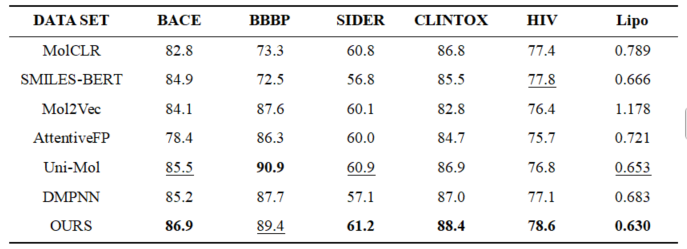 DATA SET BACE BBBP SIDER CLINTOX HIV Lipo
MolCLR 82.8 73.3 60.8 86.8 77.4 0.789
SMILES-BERT 84.9 72.5 56.8 85.5 77.8 0.666
Mol2Vec 84.1 87.6 60.1 82.8 76.4 1.178
AttentiveFP 78.4 86.3 60.0 84.7 75.7 0.721
Uni-Mol 85.5 90.9 60.9 86.9 76.8 0.653
DMPNN 85.2 87.7 57.1 87.0 77.1 0.683
OURS 86.9 89.4 61.2 88.4 78.6 0.630